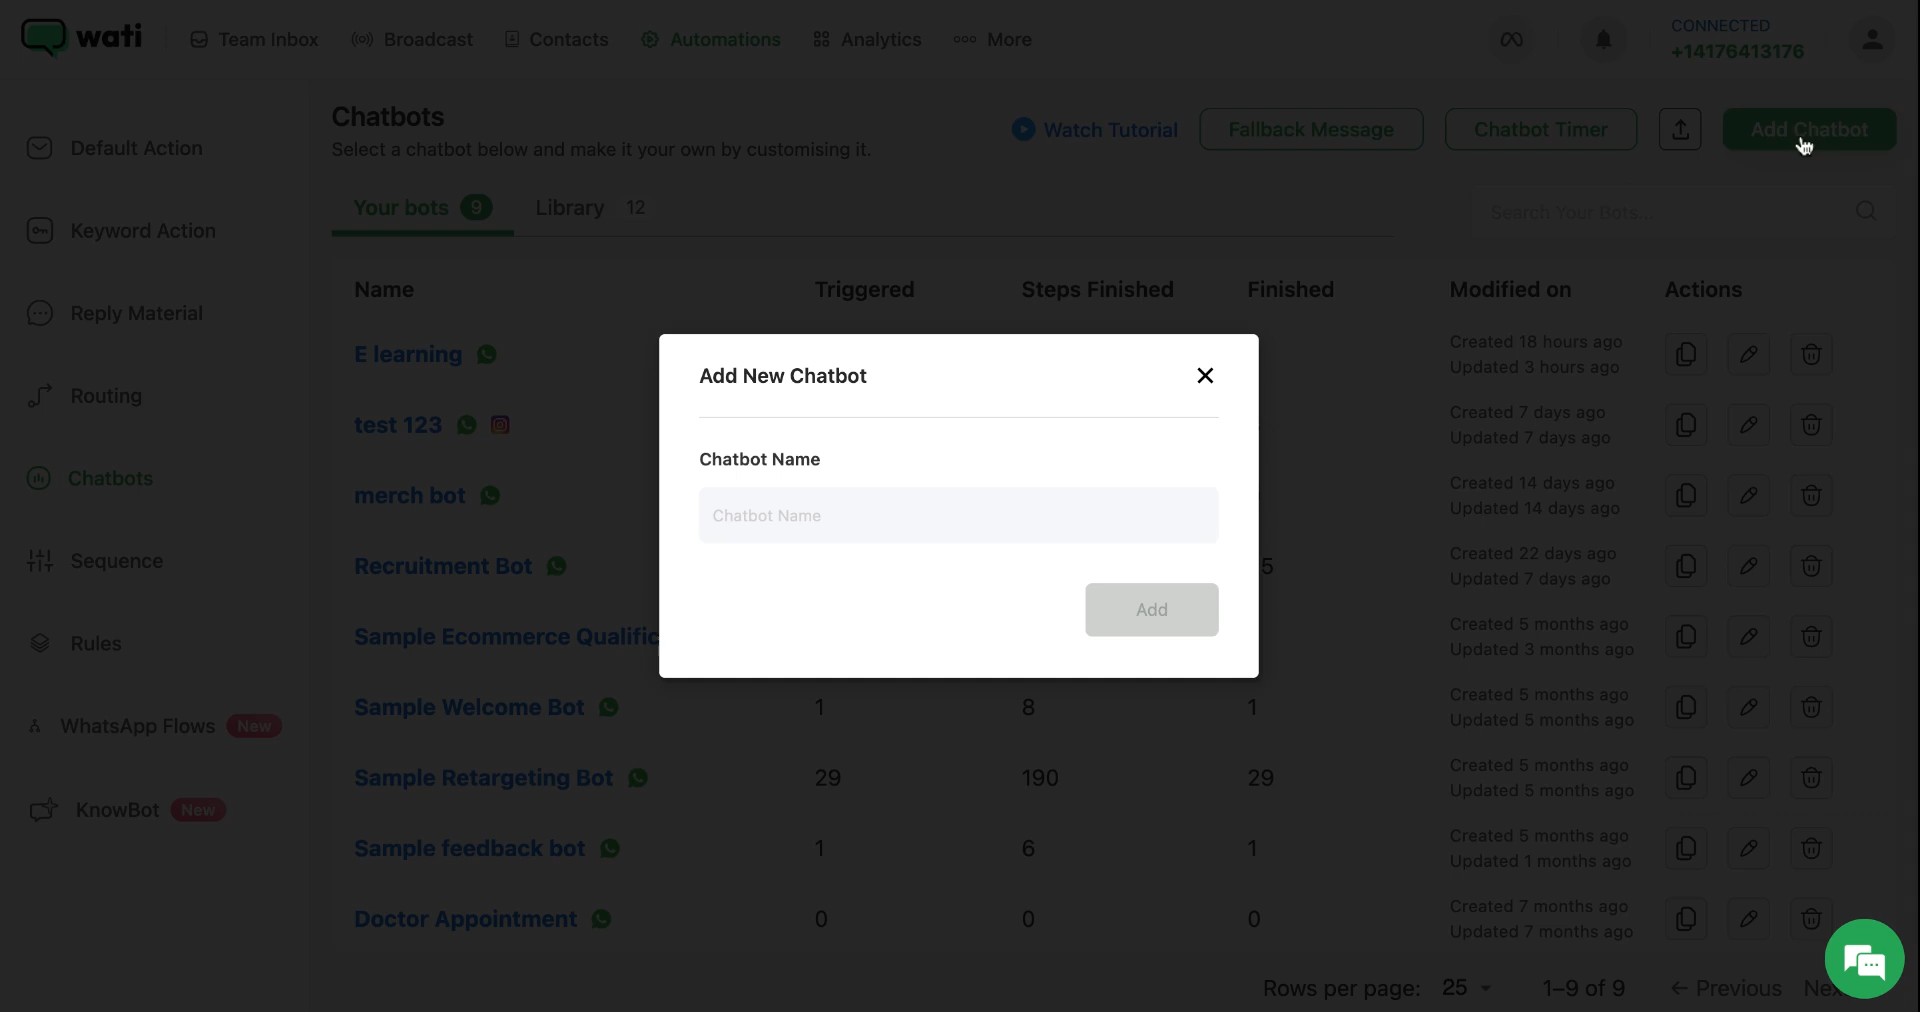 wati
Team Inbox
Broadcast
Contacts
Automations
Analytics
More
CONNECTED
+14176413176
Default Action
Keyword Action
Reply Material
Routing
Chatbots
Sequence
Rules
WhatsApp Flows New
KnowBot New
Chatbots
Select a chatbot below and make it your own by customising it.
Watch Tutorial
Fallback Message
Chatbot Timer
Add Chatbot
Your bots 9
Library 12
Search Your Bots...
Name Triggered Steps Finished Finished Modified on Actions
E learning
Created 18 hours ago
Updated 3 hours ago
test 123
Created 7 days ago
Updated 7 days ago
merch bot
Created 14 days ago
Updated 14 days ago
Recruitment Bot 5
Created 22 days ago
Updated 7 days ago
Sample Ecommerce Qualific
Created 5 months ago
Updated 3 months ago
Sample Welcome Bot 1 8 1
Created 5 months ago
Updated 5 months ago
Sample Retargeting Bot 29 190 29
Created 5 months ago
Updated 5 months ago
Sample feedback bot 1 6 1
Created 5 months ago
Updated 1 months ago
Doctor Appointment 0 0 0
Created 7 months ago
Updated 7 months ago
Add New Chatbot
Chatbot Name
Chatbot Name
Add
Rows per page: 25 1–9 of 9 Previous